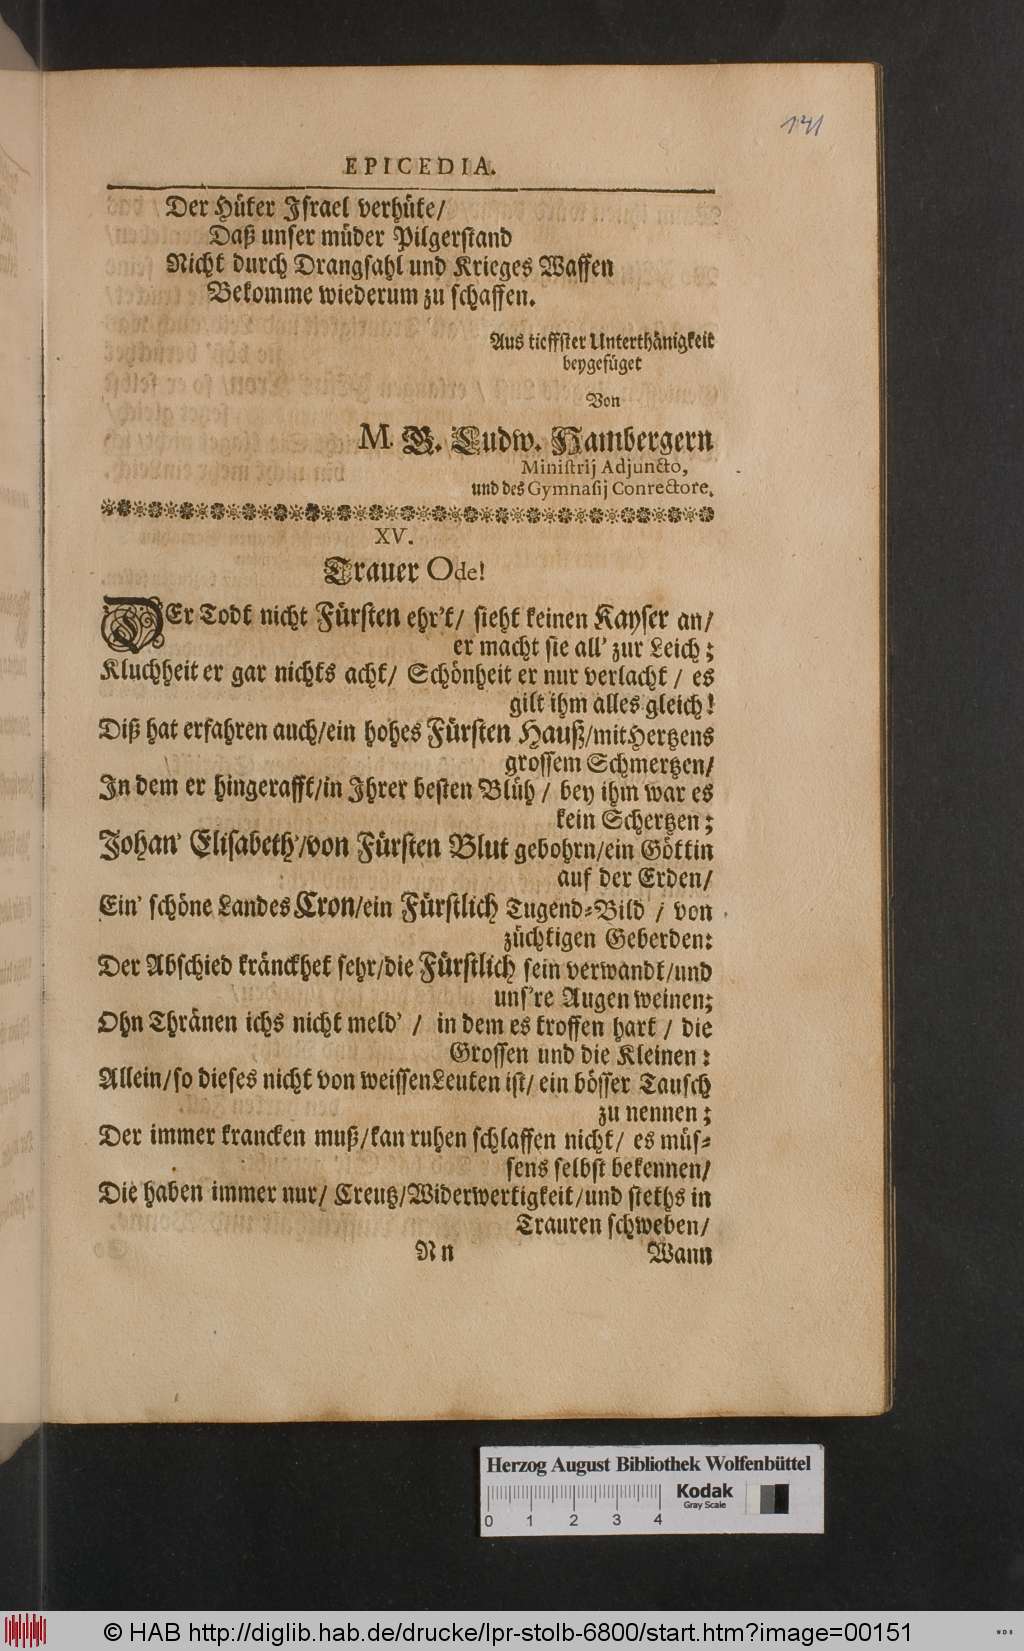 141
EPICEDIA.
Der Hüter Israel verhüte/
Daß unser müder Pilgerstand
Nicht durch Drangsahl und Krieges Waffen
Bekomme wiederum zu schaffen.
Aus tieffster Unterthänigkeit
beygefüget
Von
M. G. Ludw. Hambergern
Ministrij Adjuncto,
und des Gymnasij Conrectore.
XV.
Trauer Ode!
DEr Todt nicht Fürsten ehr't/ sieht keinen Kayser an/
er macht sie all' zur Leich;
Kluchheit er gar nichts acht/ Schönheit er nur verlacht / es
gilt ihm alles gleich!
Diß hat erfahren auch/ein hohes Fürsten Hauß/mit Hertzens
grossem Schmertzen/
In dem er hingerafft/in Ihrer besten Blüh / bey ihm war es
kein Schertzen;
Johan' Elisabeth'/von Fürsten Blut gebohrn/ein Göttin
auf der Erden/
Ein' schöne Landes Cron/ein Fürstlich Tugend-Bild / von
züchtigen Geberden:
Der Abschied kränckhet sehr/die Fürstlich sein verwandt/und
uns're Augen weinen;
Ohn Thränen ichs nicht meld' / in dem es troffen hart / die
Grossen und die Kleinen:
Allein/so dieses nicht von weissen Leuten ist/ ein bösser Tausch
zu nennen;
Der immer krancken muß/kan ruhen schlaffen nicht/ es müs-
sens selbst bekennen/
Die haben immer nur/ Creutz/Widerwertigkeit/und steths in
Trauren schweben/
Nn Wann
Herzog August Bibliothek Wolfenbüttel
Kodak
Gray Scale
0 1 2 3 4
© HAB http://diglib.hab.de/drucke/lpr-stolb-6800/start.htm?image=00151